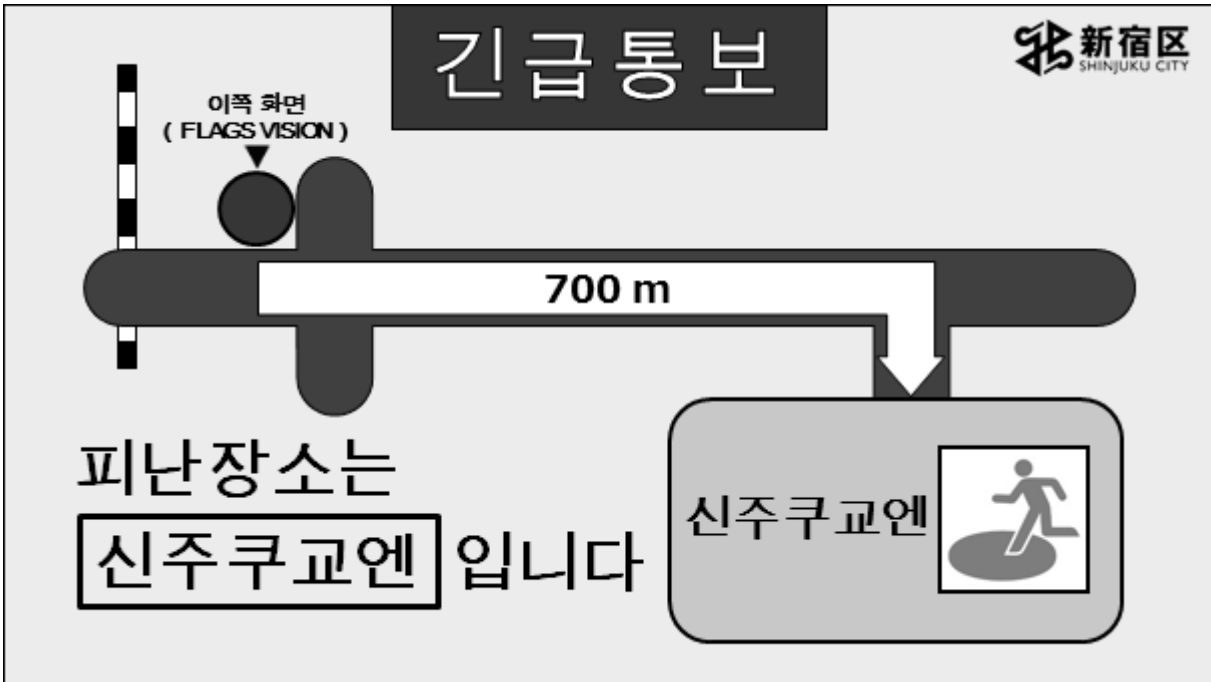 긴급통보
新宿区
SHINJUKU CITY
이쪽 화면
( FLAGS VISION )
700 m
피난장소는
신주쿠교엔 입니다
신주쿠교엔